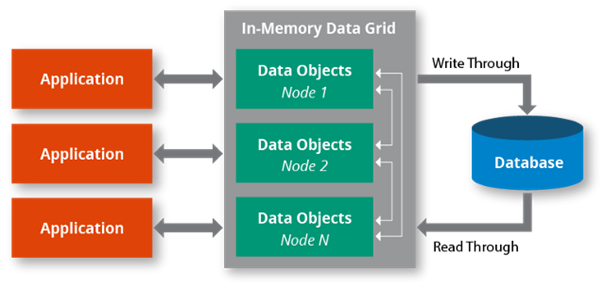 In-Memory Data Grid
Application
Data Objects
Node 1
Write Through
Application
Data Objects
Node 2
Database
Application
Data Objects
Node N
Read Through